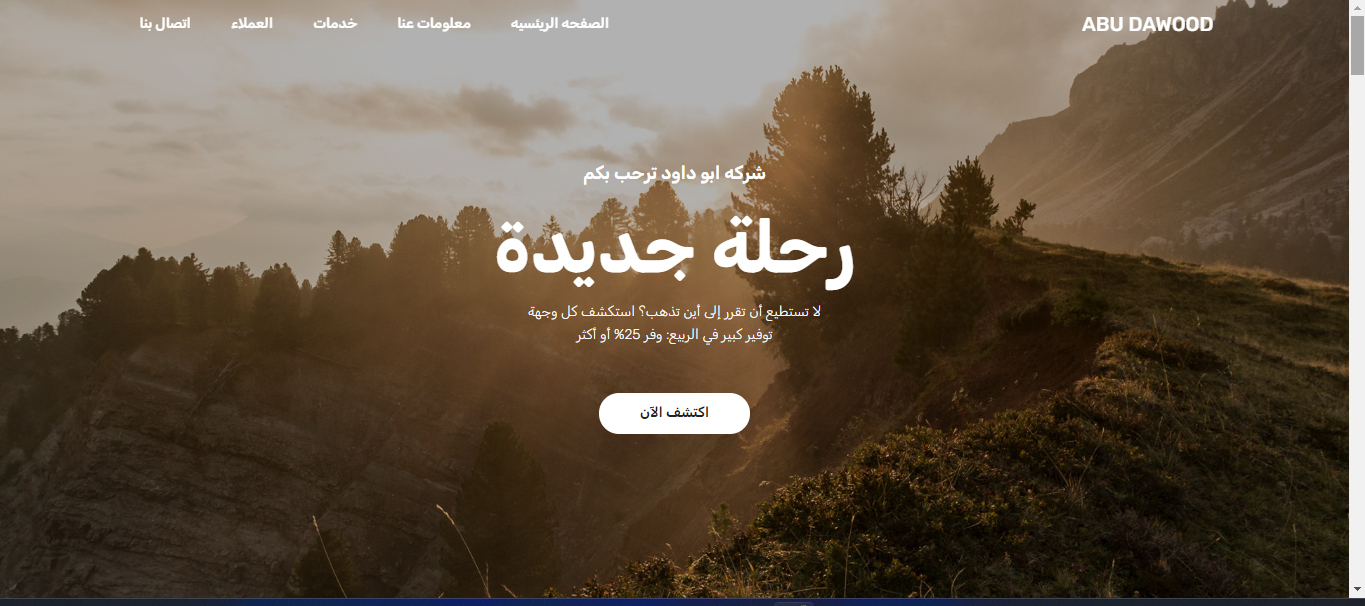 ABU DAWOOD
الصفحه الريئسيه
معلومات عنا
خدمات
العملاء
اتصال بنا
شركه ابو داود ترحب بكم
رحلة جديدة
لا تستطيع أن تقرر إلى أين تذهب؟ استكشف كل وجهة
توفير كبير في الربيع: وفر 25% أو أكثر
اكتشف الآن